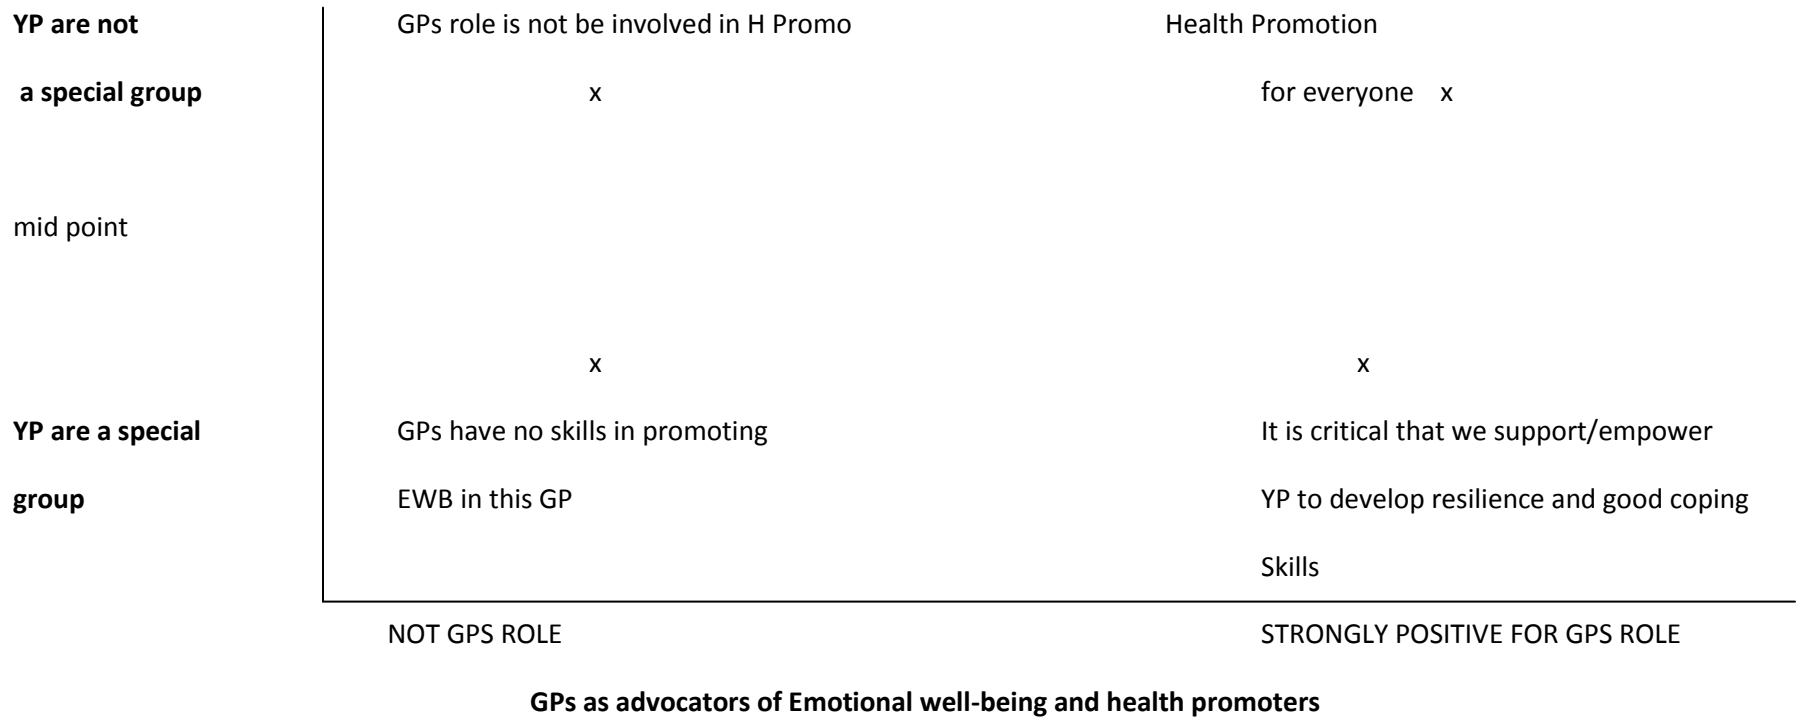 YP are not GPs role is not be involved in H Promo Health Promotion
a special group x for everyone x
mid point
x x
YP are a special GPs have no skills in promoting It is critical that we support/empower
group EWB in this GP YP to develop resilience and good coping
Skills
NOT GPS ROLE STRONGLY POSITIVE FOR GPS ROLE
GPs as advocators of Emotional well-being and health promoters